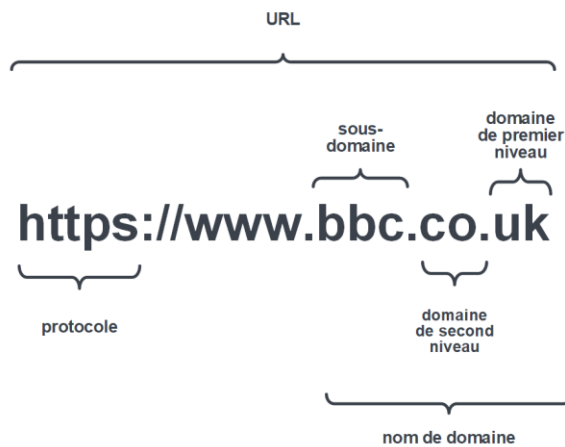 URL
sous-
domaine
domaine
de premier
niveau
https://www.bbc.co.uk
protocole
domaine
de second
niveau
nom de domaine